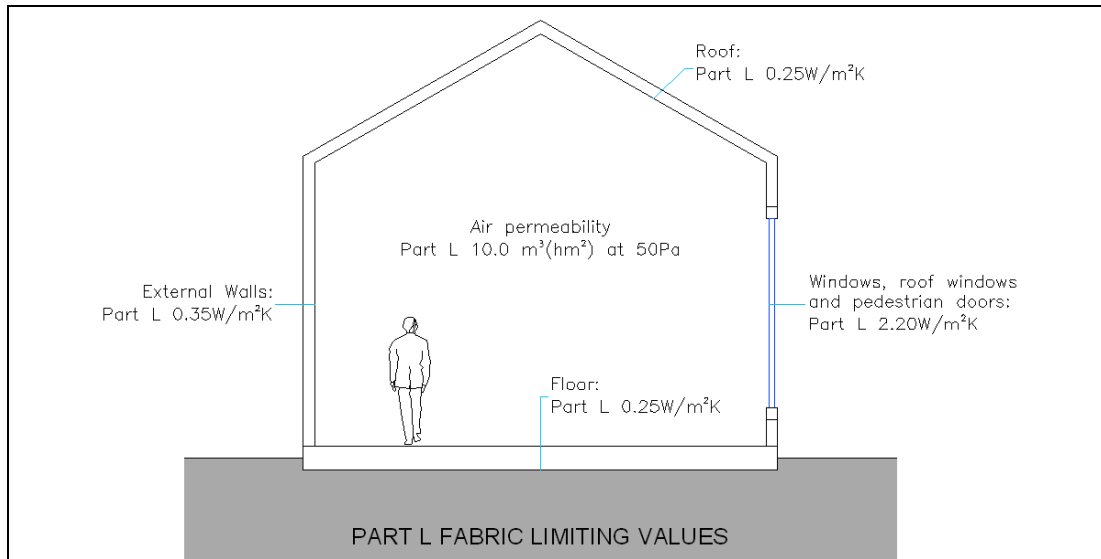 Roof:
Part L 0.25W/m²K
Air permeability
Part L 10.0 m³(hm²) at 50Pa
External Walls:
Part L 0.35W/m²K
Windows, roof windows
and pedestrian doors:
Part L 2.20W/m²K
Floor:
Part L 0.25W/m²K
PART L FABRIC LIMITING VALUES